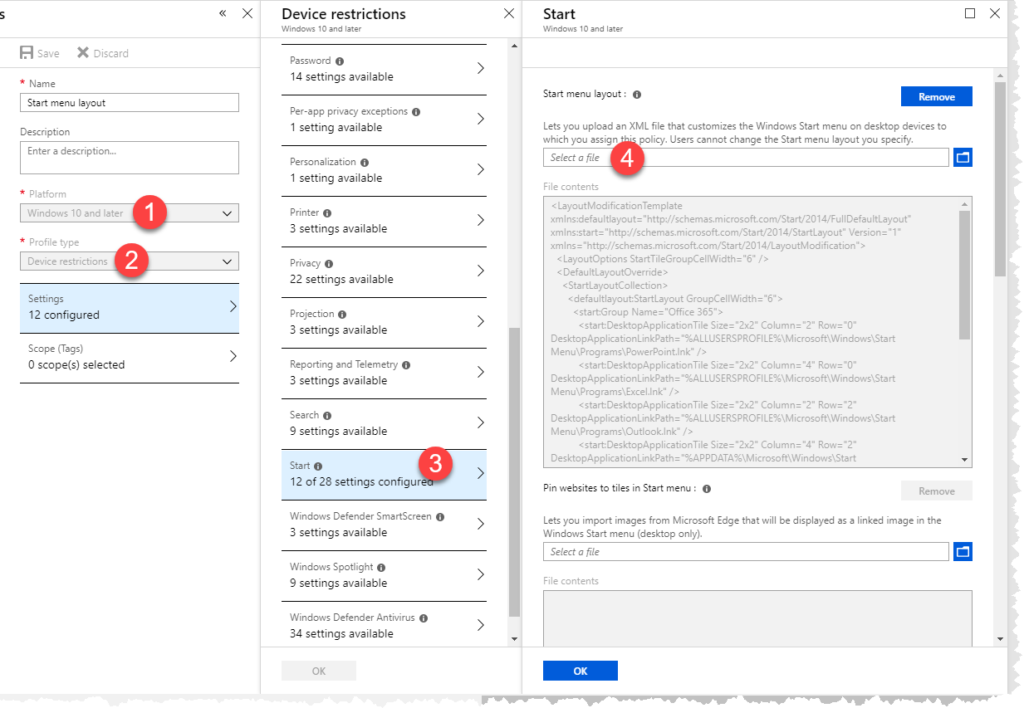 s
Save
Discard
* Name
Start menu layout
Description
Enter a description...
* Platform
Windows 10 and later
1
* Profile type
Device restrictions
2
Settings
12 configured
Scope (Tags)
0 scope(s) selected
Device restrictions
Windows 10 and later
Password
14 settings available
Per-app privacy exceptions
1 setting available
Personalization
1 setting available
Printer
3 settings available
Privacy
22 settings available
Projection
3 settings available
Reporting and Telemetry
3 settings available
Search
9 settings available
Start
12 of 28 settings configured
3
Windows Defender SmartScreen
3 settings available
Windows Spotlight
9 settings available
Windows Defender Antivirus
34 settings available
OK
Start
Windows 10 and later
Start menu layout :
Remove
Lets you upload an XML file that customizes the Windows Start menu on desktop devices to
which you assign this policy. Users cannot change the Start menu layout you specify.
Select a file
4
File contents
<LayoutModificationTemplate
xmlns:defaultlayout="http://schemas.microsoft.com/Start/2014/FullDefaultLayout"
xmlns:start="http://schemas.microsoft.com/Start/2014/StartLayout" Version="1"
xmlns="http://schemas.microsoft.com/Start/2014/LayoutModification">
<LayoutOptions StartTileGroupCellWidth="6" />
<DefaultLayoutOverride>
<StartLayoutCollection>
<defaultlayout:StartLayout GroupCellWidth="6">
<start:Group Name="Office 365">
<start:DesktopApplicationTile Size="2x2" Column="2" Row="0"
DesktopApplicationLinkPath="%ALLUSERSPROFILE%\Microsoft\Windows\Start
Menu\Programs\PowerPoint.lnk" />
<start:DesktopApplicationTile Size="2x2" Column="4" Row="0"
DesktopApplicationLinkPath="%ALLUSERSPROFILE%\Microsoft\Windows\Start
Menu\Programs\Excel.lnk" />
<start:DesktopApplicationTile Size="2x2" Column="2" Row="2"
DesktopApplicationLinkPath="%ALLUSERSPROFILE%\Microsoft\Windows\Start
Menu\Programs\Outlook.lnk" />
<start:DesktopApplicationTile Size="2x2" Column="4" Row="2"
DesktopApplicationLinkPath="%APPDATA%\Microsoft\Windows\Start
Pin websites to tiles in Start menu :
Remove
Lets you import images from Microsoft Edge that will be displayed as a linked image in the
Windows Start menu (desktop only).
Select a file
File contents
OK